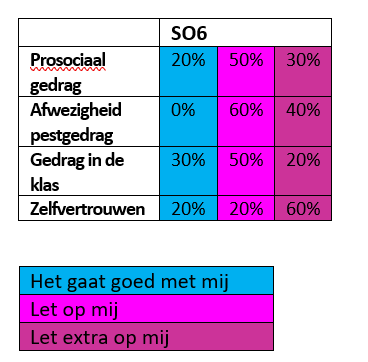 SO6
Prosociaal 20% 50% 30%
gedrag
Afwezigheid 0% 60% 40%
pestgedrag
Gedrag in de 30% 50% 20%
klas
Zelfvertrouwen 20% 20% 60%
Het gaat goed met mij
Let op mij
Let extra op mij